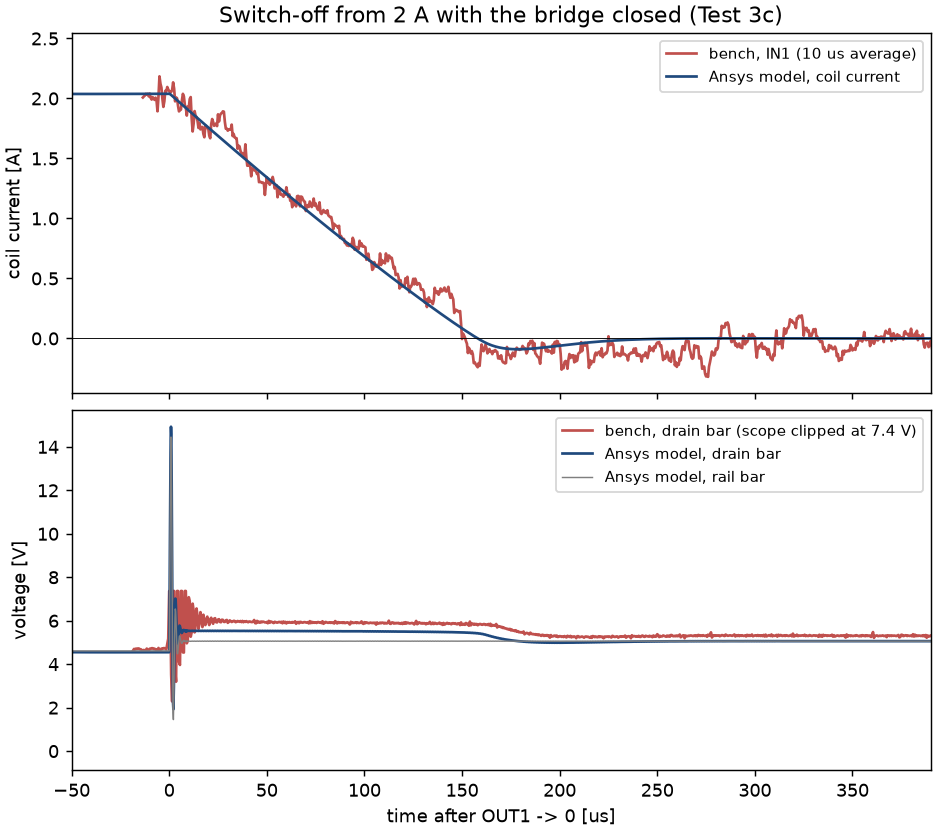 Switch-off from 2 A with the bridge closed (Test 3c)
2.5
2.0
1.5
1.0
0.5
0.0
coil current [A]
bench, IN1 (10 us average)
Ansys model, coil current
14
12
10
8
6
4
2
0
voltage [V]
bench, drain bar (scope clipped at 7.4 V)
Ansys model, drain bar
Ansys model, rail bar
−50
0
50
100
150
200
250
300
350
time after OUT1 -> 0 [us]